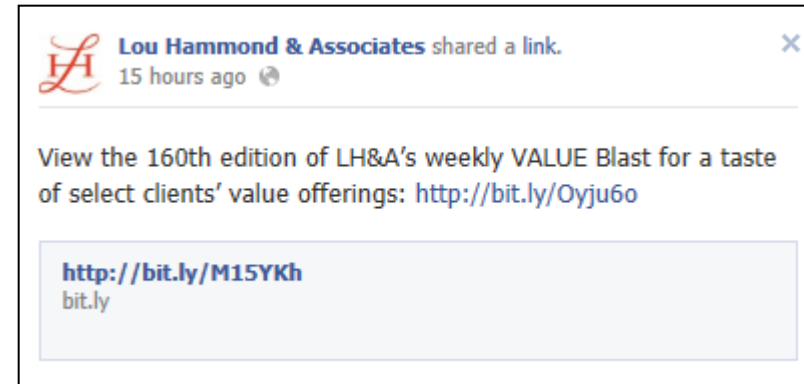 Lou Hammond & Associates shared a link.
15 hours ago
View the 160th edition of LH&A's weekly VALUE Blast for a taste
of select clients' value offerings: http://bit.ly/Oyju6o
http://bit.ly/M15YKh
bit.ly